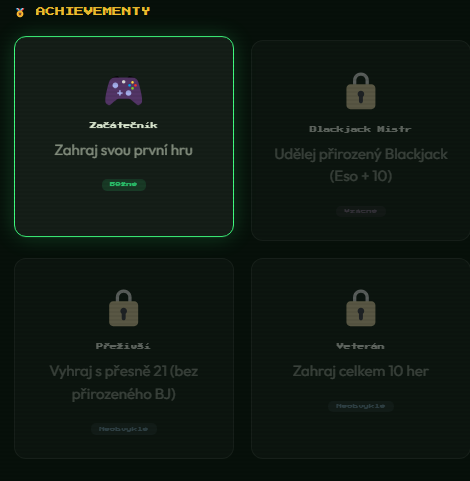 ACHIEVEMENTY
Začátečník
Zahraj svou první hru
Běžné
Blackjack Mistr
Udělej přirozený Blackjack
(Eso + 10)
Vzácné
Přeživší
Vyhraj s přesně 21 (bez
přirozeného BJ)
Neobvyklé
Veterán
Zahraj celkem 10 her
Neobvyklé